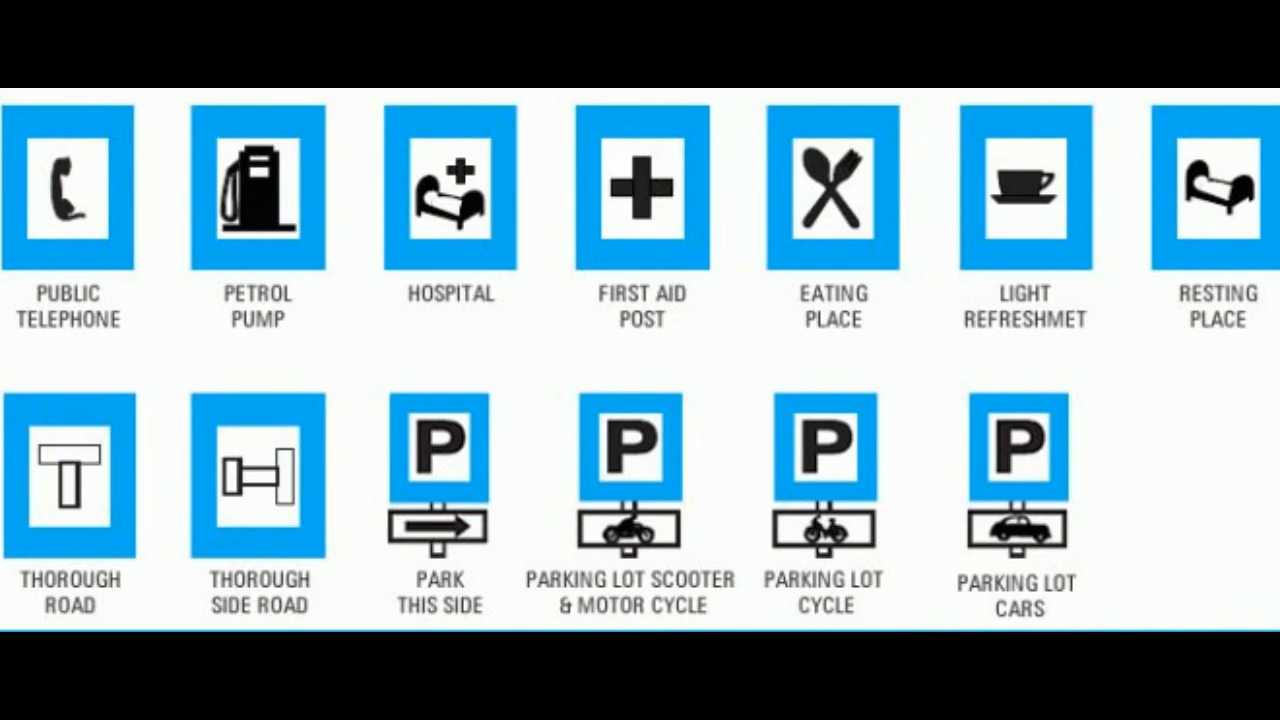 PUBLIC
TELEPHONE
PETROL
PUMP
HOSPITAL
FIRST AID
POST
EATING
PLACE
LIGHT
REFRESHMET
RESTING
PLACE
P
P
P
P
THOROUGH
ROAD
THOROUGH
SIDE ROAD
PARK
THIS SIDE
PARKING LOT SCOOTER
& MOTOR CYCLE
PARKING LOT
CYCLE
PARKING LOT
CARS